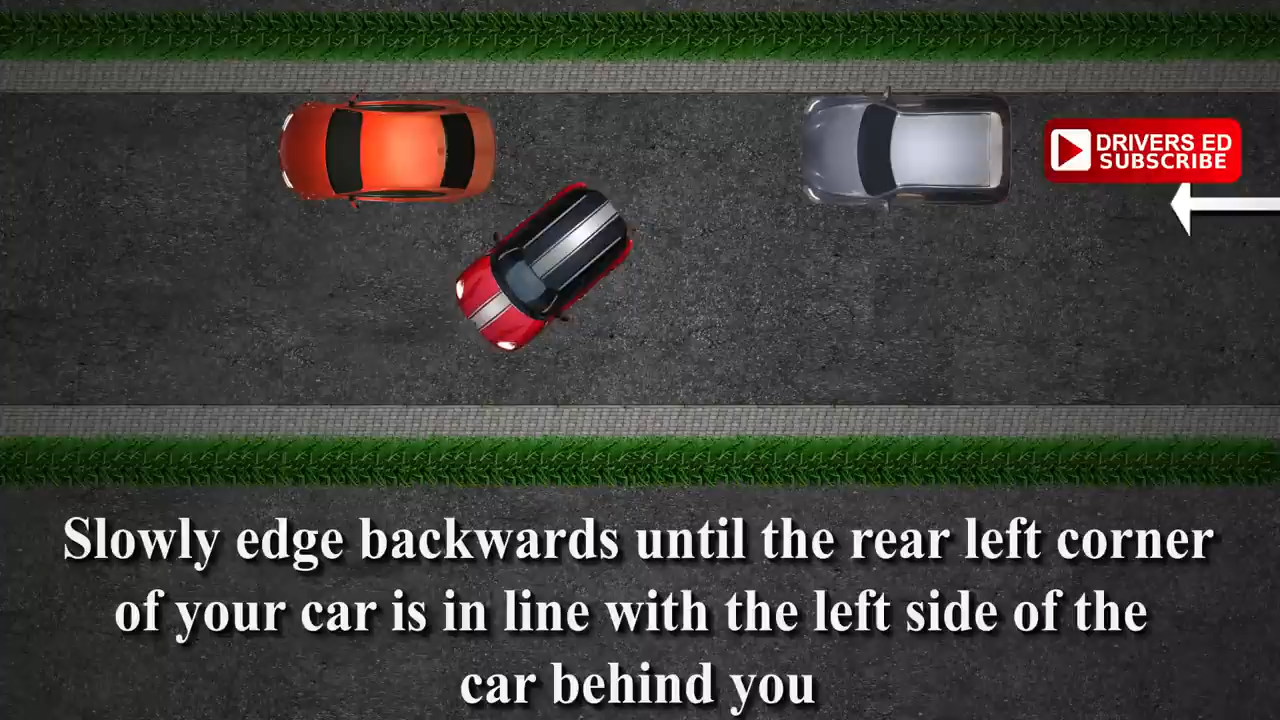 DRIVERS ED
SUBSCRIBE
Slowly edge backwards until the rear left corner
of your car is in line with the left side of the
car behind you